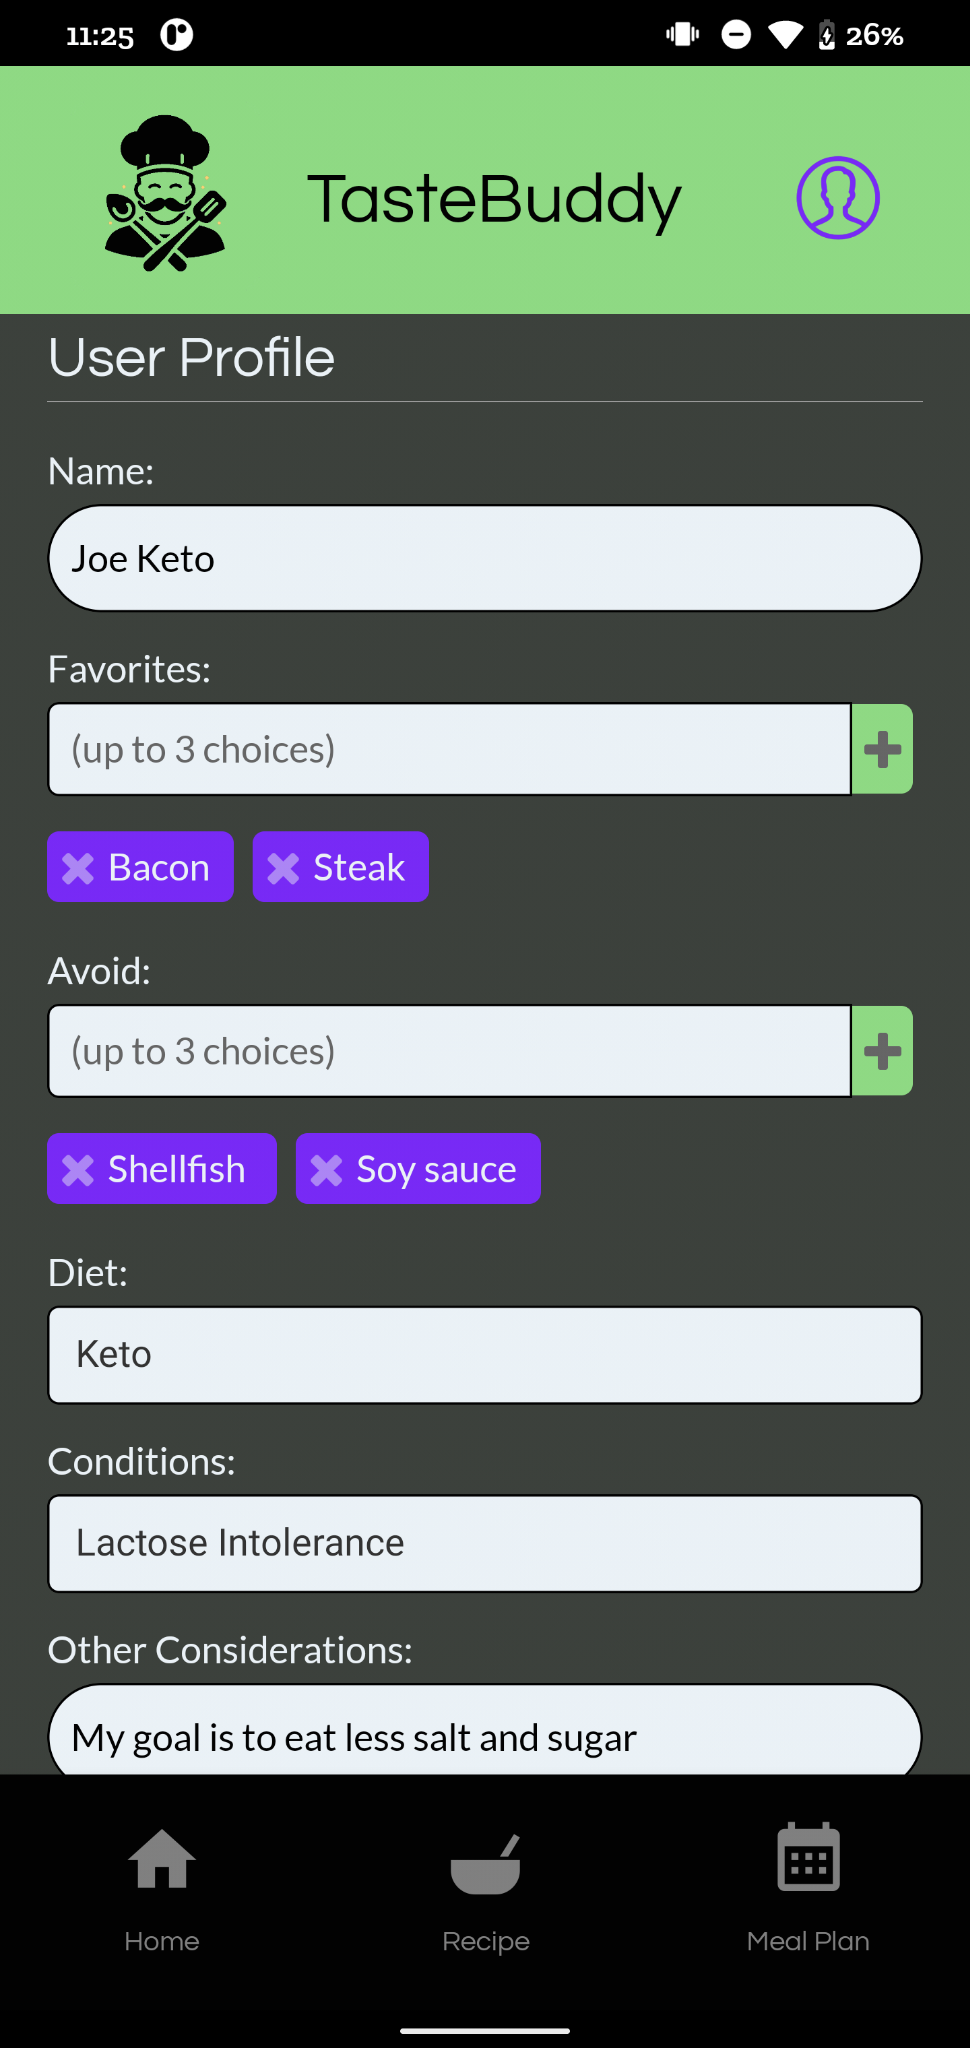 11:25
26%
TasteBuddy
User Profile
Name:
Joe Keto
Favorites:
(up to 3 choices)
Bacon
Steak
Avoid:
(up to 3 choices)
Shellfish
Soy sauce
Diet:
Keto
Conditions:
Lactose Intolerance
Other Considerations:
My goal is to eat less salt and sugar
Home
Recipe
Meal Plan